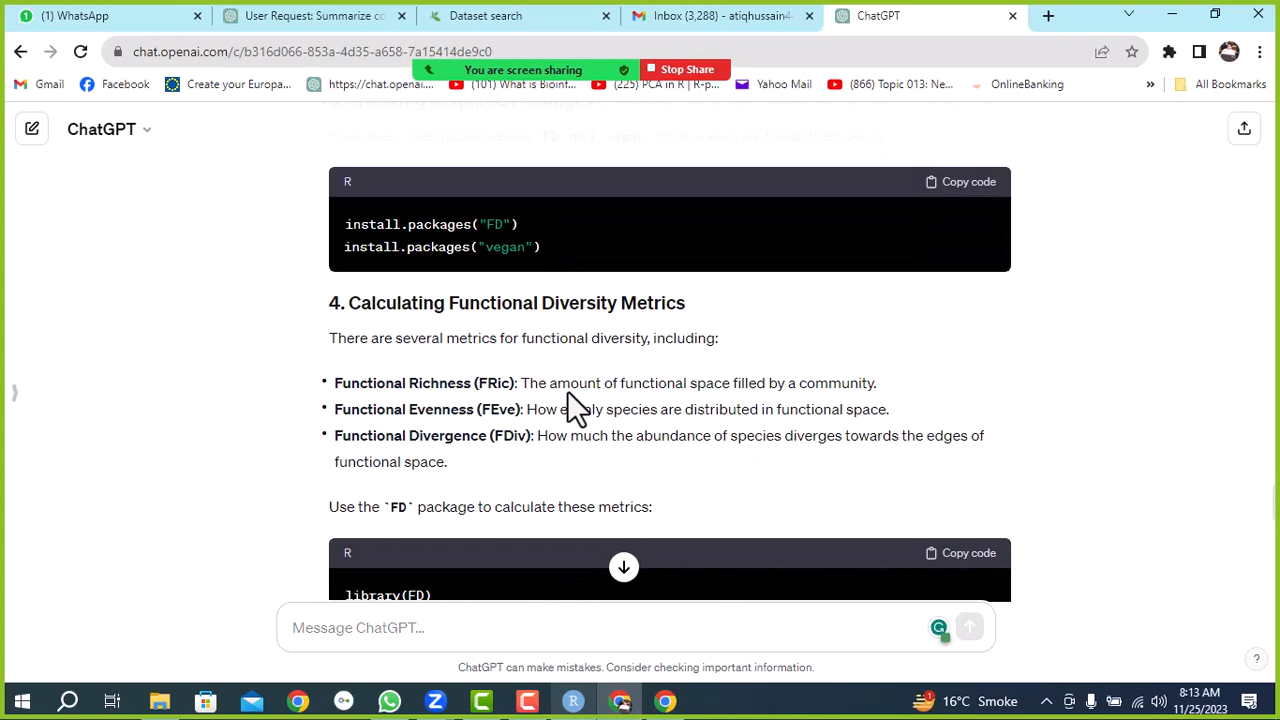 (1) WhatsApp
User Request: Summarize co
Dataset search
Inbox (3,288) - atiqhussain4
ChatGPT
chat.openai.com/c/b316d066-853a-4d35-a658-7a15414de9c0
You are screen sharing
Stop Share
Gmail
Facebook
Create your Europa...
https://chat.openai....
(101) What is Bioinf...
(225) PCA in R | R-p...
Yahoo Mail
(866) Topic 013: Ne...
OnlineBanking
»
All Bookmarks
ChatGPT
R
Copy code
install.packages("FD")
install.packages("vegan")
4. Calculating Functional Diversity Metrics
There are several metrics for functional diversity, including:
• Functional Richness (FRic): The amount of functional space filled by a community.
• Functional Evenness (FEve): How species are distributed in functional space.
• Functional Divergence (FDiv): How much the abundance of species diverges towards the edges of
functional space.
Use the `FD` package to calculate these metrics:
R
Copy code
library(FD)
Message ChatGPT...
ChatGPT can make mistakes. Consider checking important information.
?
16°C Smoke
8:13 AM
11/25/2023